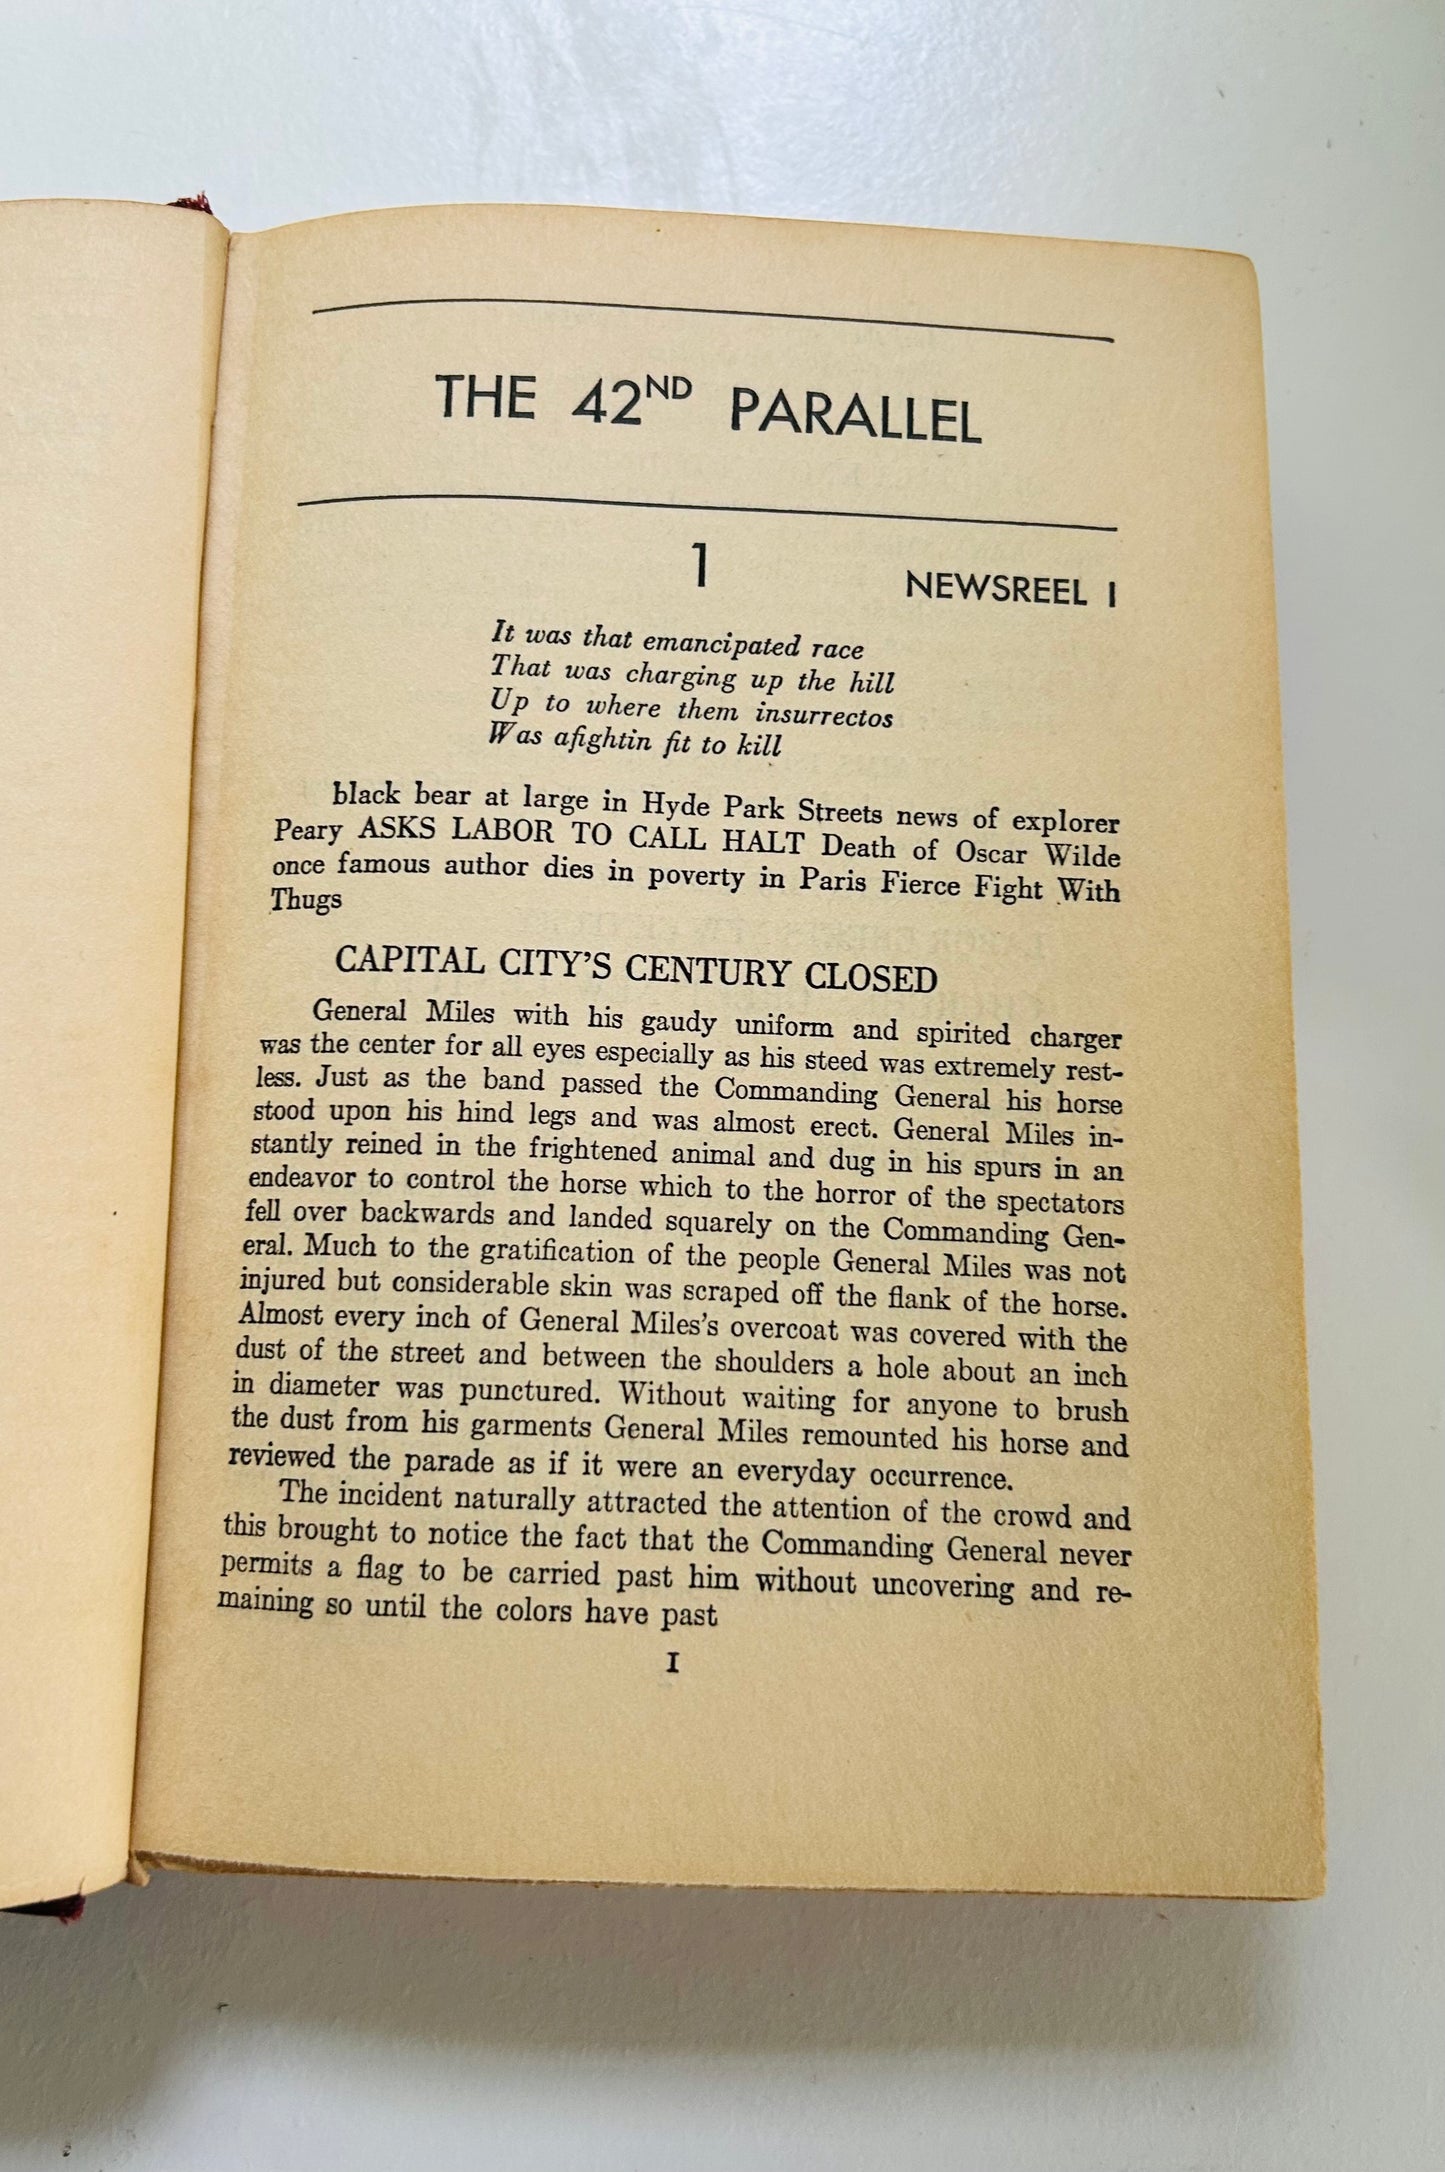 THE 42ND PARALLEL
1
NEWSREEL I
It was that emancipated race
That was charging up the hill
Up to where them insurrectos
Was afightin fit to kill
black bear at large in Hyde Park Streets news of explorer
Peary ASKS LABOR TO CALL HALT Death of Oscar Wilde
once famous author dies in poverty in Paris Fierce Fight With
Thugs
CAPITAL CITY'S CENTURY CLOSED
General Miles with his gaudy uniform and spirited charger
was the center for all eyes especially as his steed was extremely rest-
less. Just as the band passed the Commanding General his horse
stood upon his hind legs and was almost erect. General Miles in-
stantly reined in the frightened animal and dug in his spurs in an
endeavor to control the horse which to the horror of the spectators
fell over backwards and landed squarely on the Commanding Gen-
eral. Much to the gratification of the people General Miles was not
injured but considerable skin was scraped off the flank of the horse.
Almost every inch of General Miles's overcoat was covered with the
dust of the street and between the shoulders a hole about an inch
in diameter was punctured. Without waiting for anyone to brush
the dust from his garments General Miles remounted his horse and
reviewed the parade as if it were an everyday occurrence.
The incident naturally attracted the attention of the crowd and
this brought to notice the fact that the Commanding General never
permits a flag to be carried past him without uncovering and re-
maining so until the colors have past
I